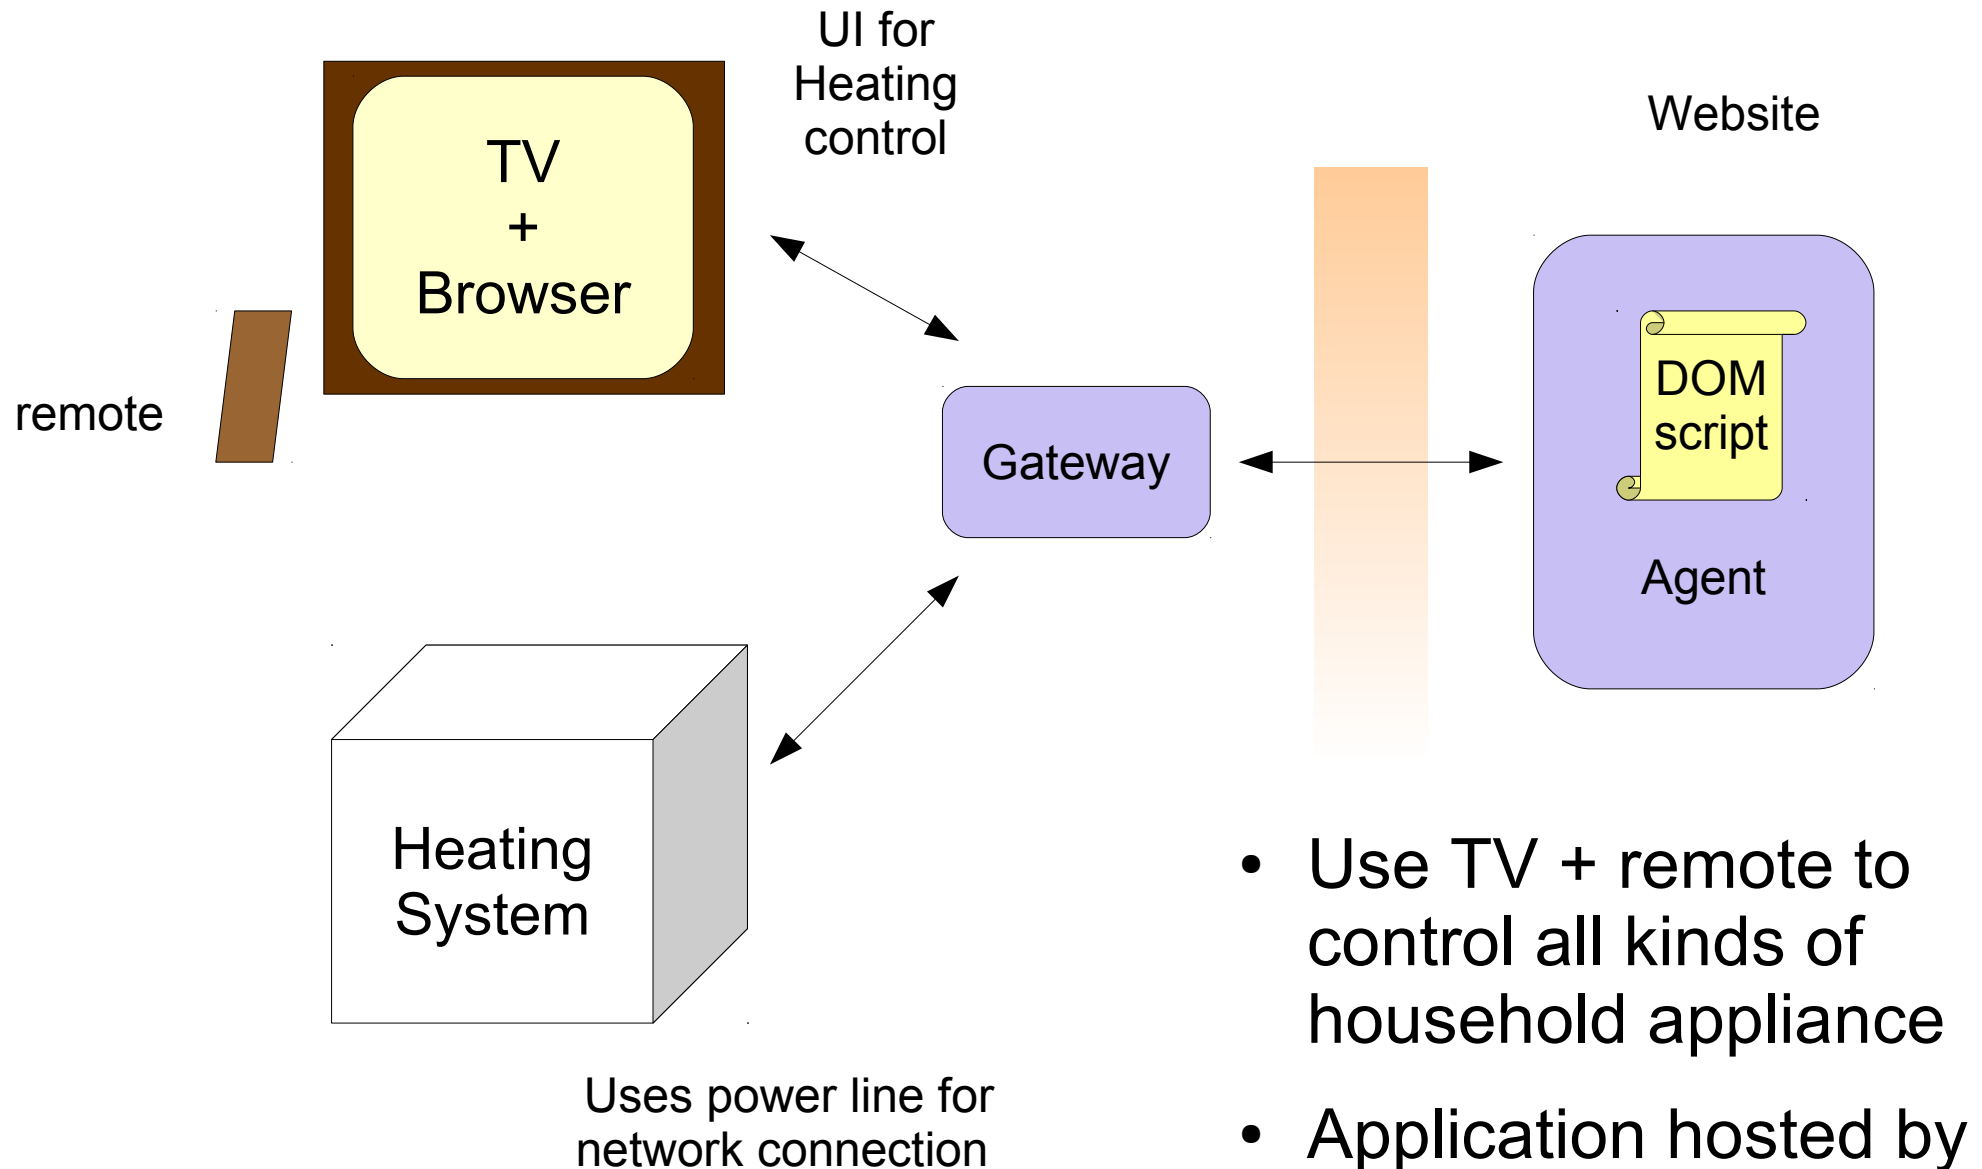 UI for
Heating
control
Website
TV
+
Browser
remote
DOM
script
Gateway
Agent
Heating
System
Uses power line for
network connection
• Use TV + remote to
control all kinds of
household appliance
• Application hosted by